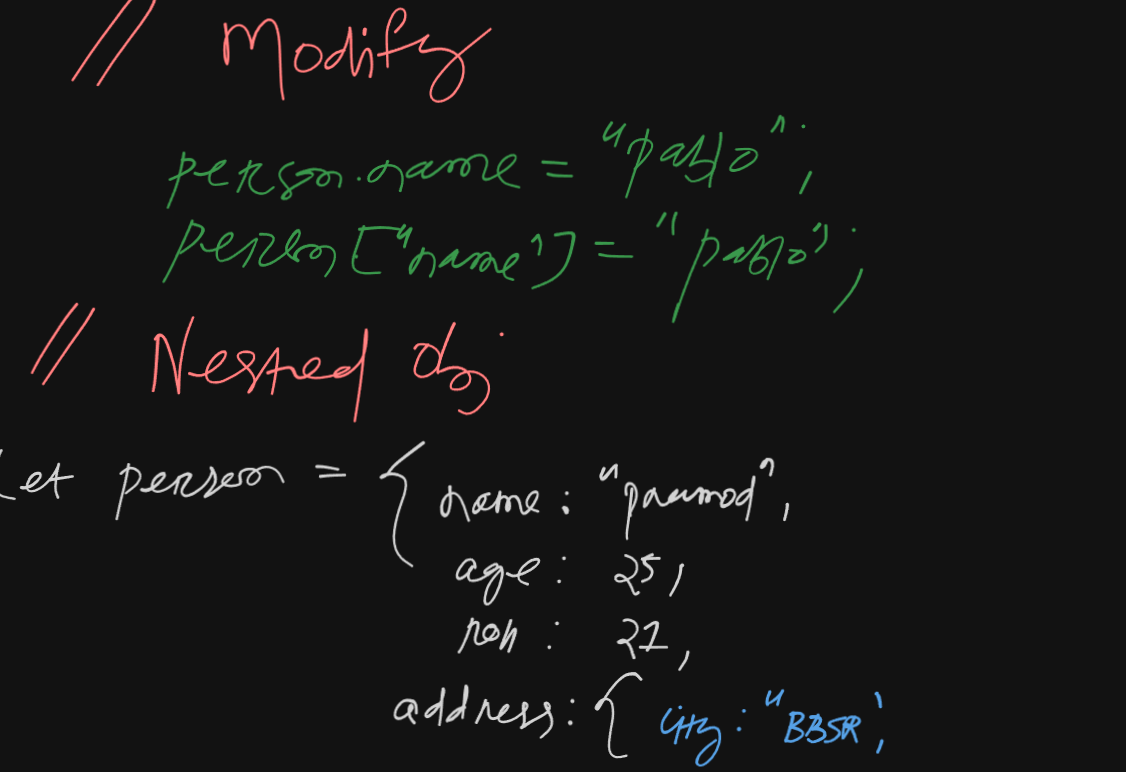 // Modify
person.name = "pablo";
person["name"] = "pablo";
// Nested obj
Let person = {
name: "pramod",
age: 25,
: 21,
address: { city: "BBSR",